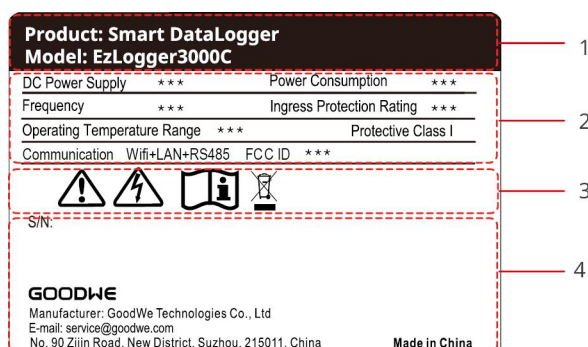 Product: Smart DataLogger
Model: EzLogger3000C
1
DC Power Supply *** Power Consumption ***
Frequency *** Ingress Protection Rating ***
2
Operating Temperature Range *** Protective Class I
Communication Wifi+LAN+RS485 FCC ID ***
3
S/N:
4
GOODWE
Manufacturer: GoodWe Technologies Co., Ltd
E-mail: service@goodwe.com
No. 90 Zijin Road, New District, Suzhou, 215011, China Made in China